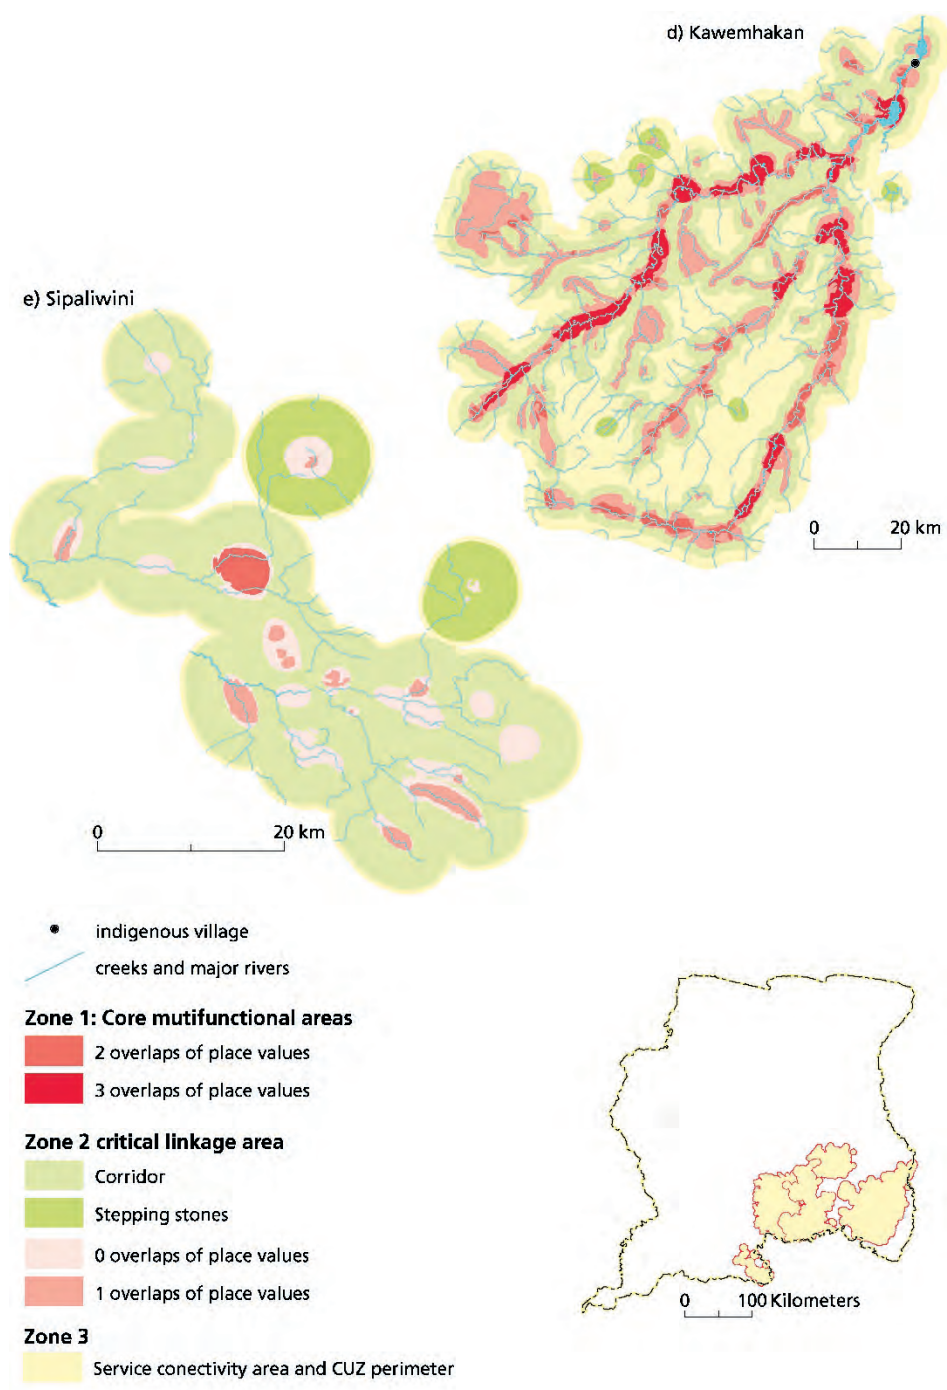 d) Kawemhakan
e) Sipaliwini
0 20 km
0 20 km
indigenous village
creeks and major rivers
Zone 1: Core mutifunctional areas
2 overlaps of place values
3 overlaps of place values
Zone 2 critical linkage area
Corridor
Stepping stones
0 overlaps of place values
1 overlaps of place values
Zone 3
Service conectivity area and CUZ perimeter
0 100 Kilometers